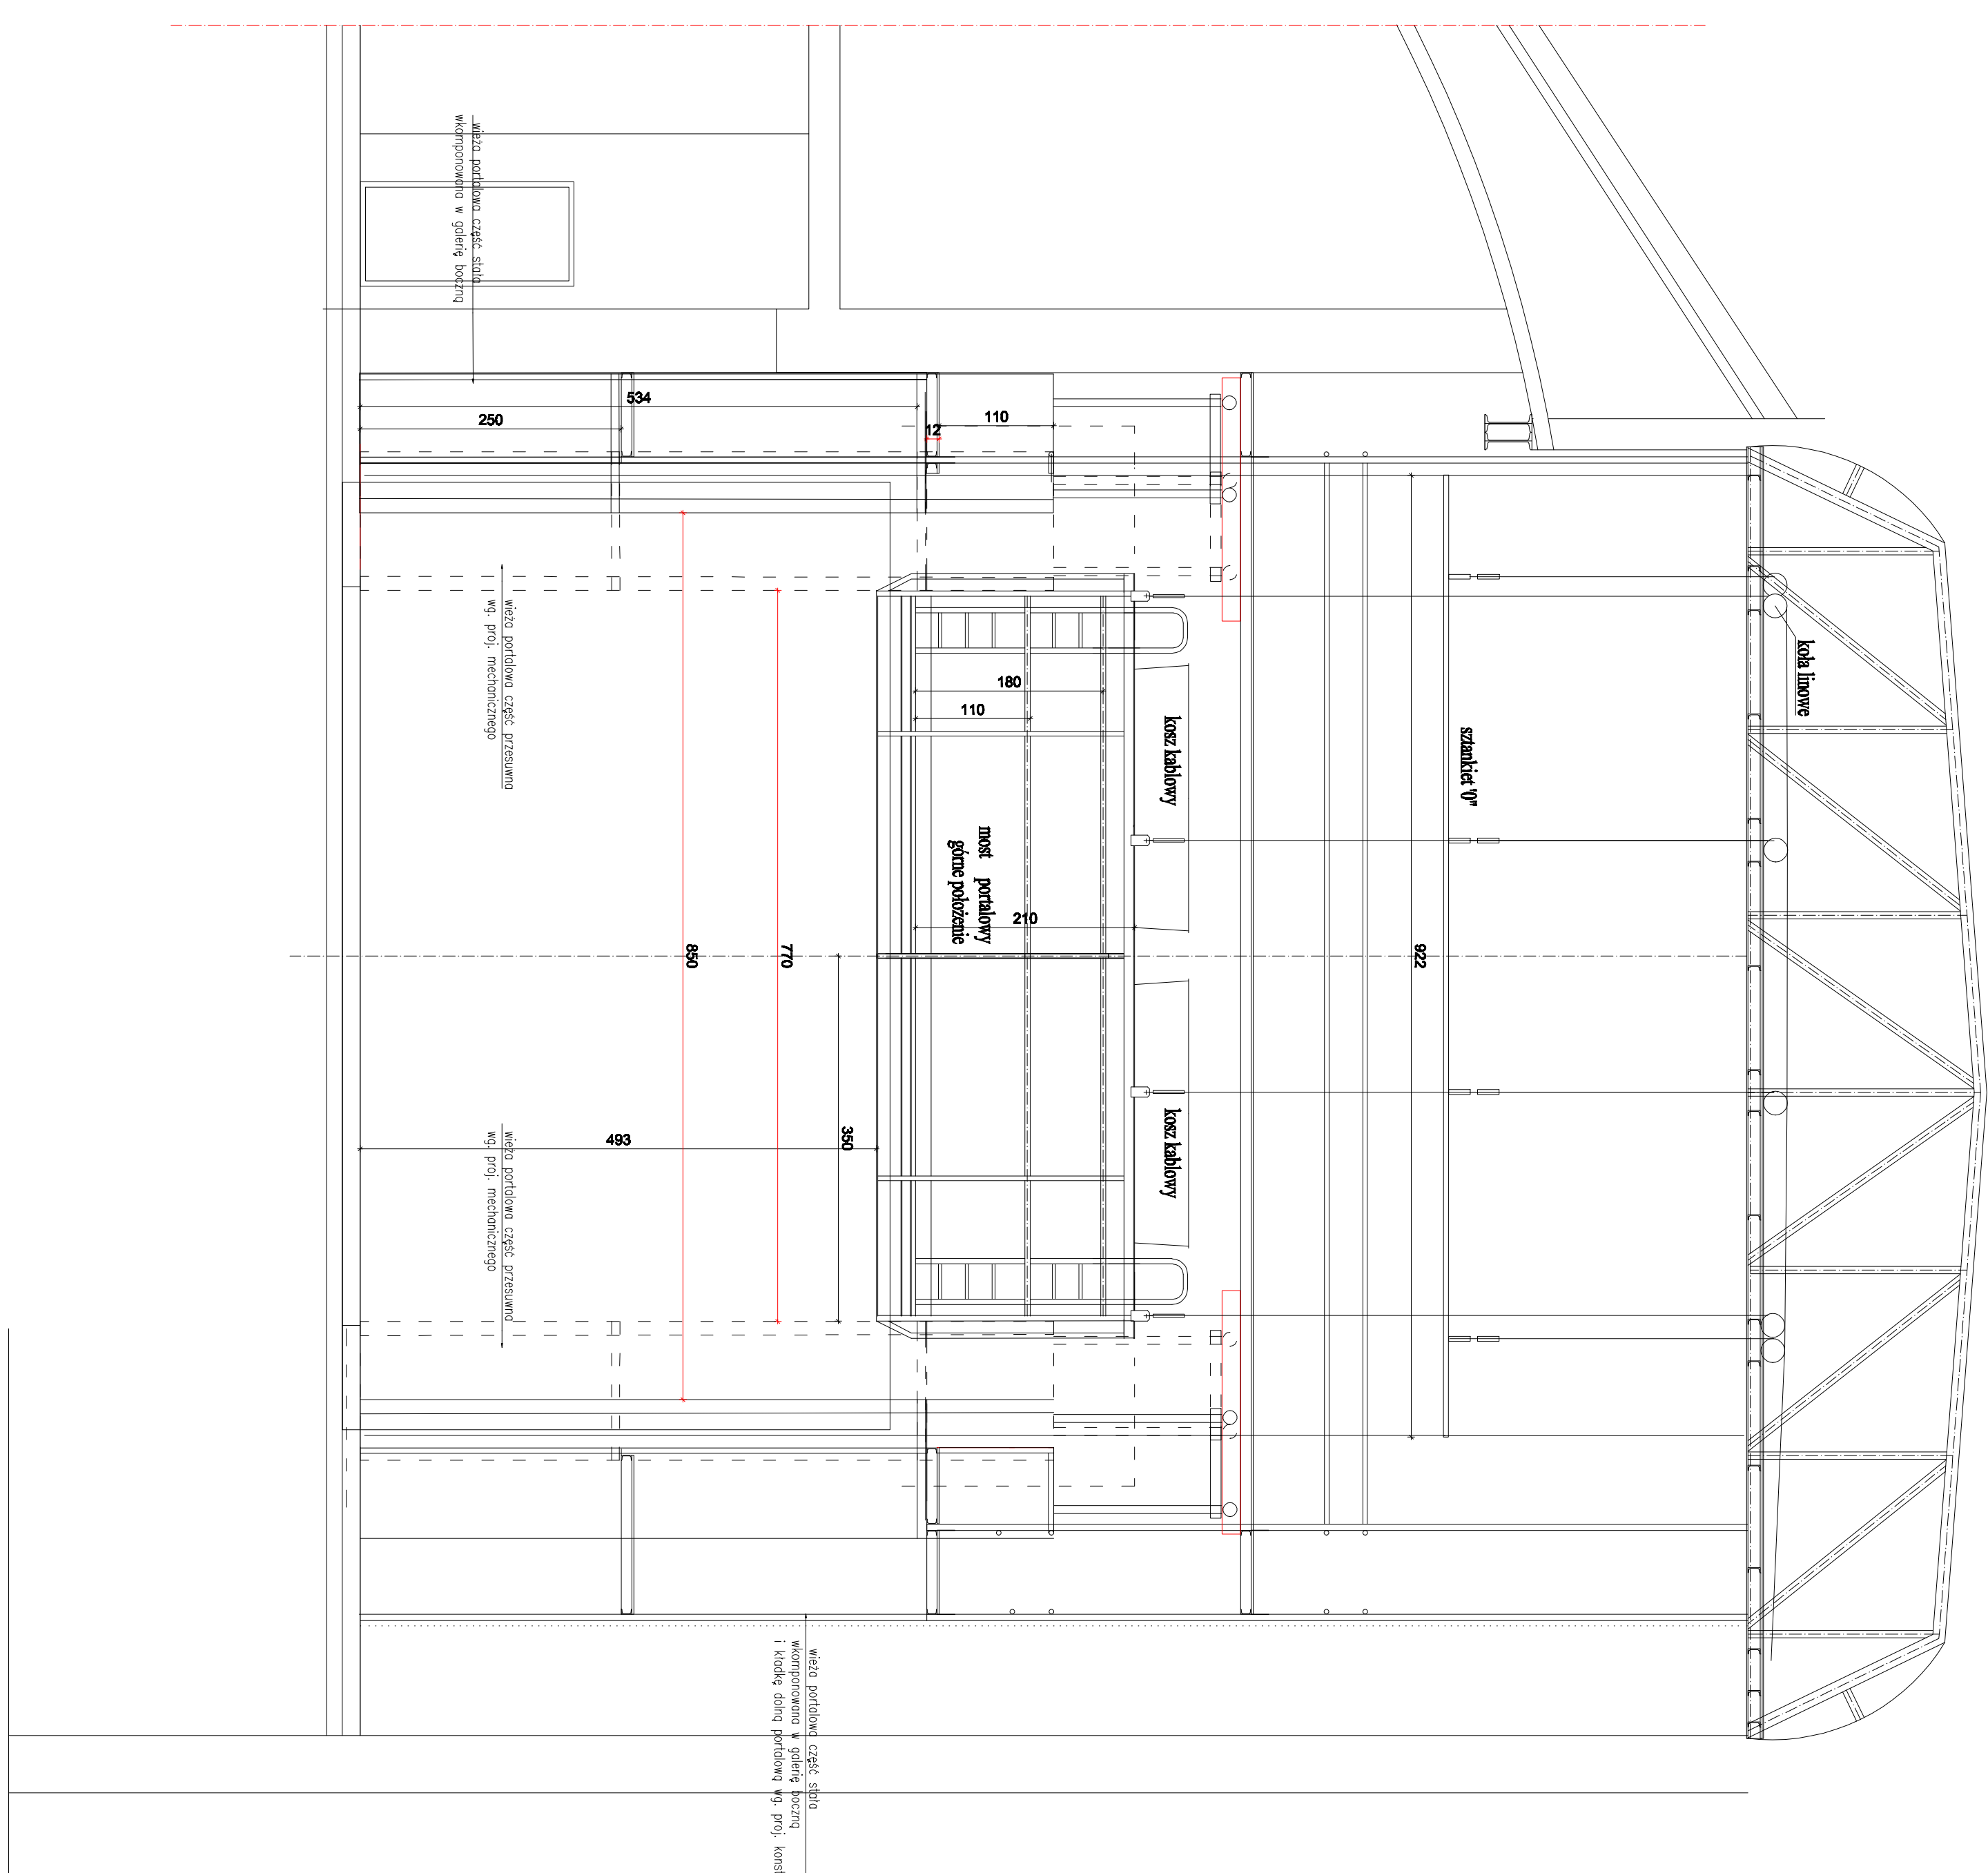 wieża portalowa część stała
wkomponowana w galerię boczną
534
250
110
12
wieża portalowa część przesuwna
wg. proj. mechanicznego
koła linowe
sztankiet '0"
kosz kablowy
180
110
most portalowy
górne położenie
210
922
850
770
350
493
kosz kablowy
wieża portalowa część przesuwna
wg. proj. mechanicznego
wieża portalowa część stała
wkomponowana w galerię boczną
i kładkę dolną portalową wg. proj.